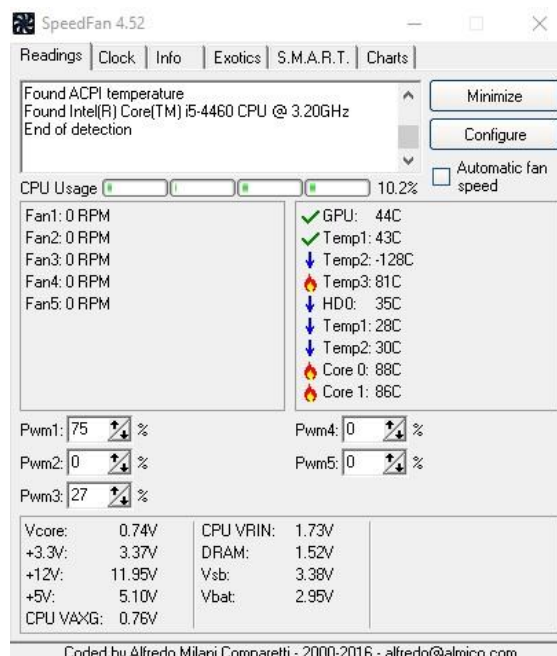 SpeedFan 4.52
Readings Clock Info Exotics S.M.A.R.T. Charts
Found ACPI temperature
Found Intel(R) Core(TM) i5-4460 CPU @ 3.20GHz
End of detection
Minimize
Configure
Automatic fan speed
CPU Usage 10.2%
Fan1: 0 RPM
Fan2: 0 RPM
Fan3: 0 RPM
Fan4: 0 RPM
Fan5: 0 RPM
GPU: 44C
Temp1: 43C
Temp2: -128C
Temp3: 81C
HD0: 35C
Temp1: 28C
Temp2: 30C
Core 0: 88C
Core 1: 86C
Pwm1: 75 %
Pwm2: 0 %
Pwm3: 27 %
Pwm4: 0 %
Pwm5: 0 %
Vcore: 0.74V
+3.3V: 3.37V
+12V: 11.95V
+5V: 5.10V
CPU VAXG: 0.76V
CPU VRIN: 1.73V
DRAM: 1.52V
Vsb: 3.38V
Vbat: 2.95V
Coded by Alfredo Milani Comparetti - 2000-2016 - alfredo@almico.com